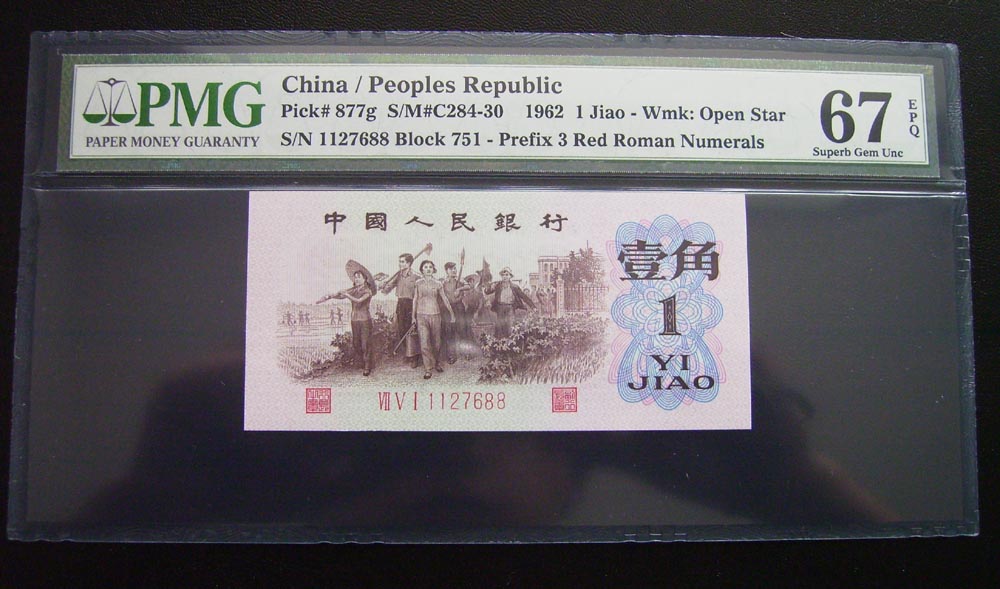 PMG
PAPER MONEY GUARANTY
China / Peoples Republic
Pick# 877g S/M#C284-30 1962 1 Jiao - Wmk: Open Star
S/N 1127688 Block 751 - Prefix 3 Red Roman Numerals
67
EPQ
Superb Gem Unc
中國人民銀行
壹角
1
YI
JIAO
Ⅶ Ⅴ Ⅰ 1127688